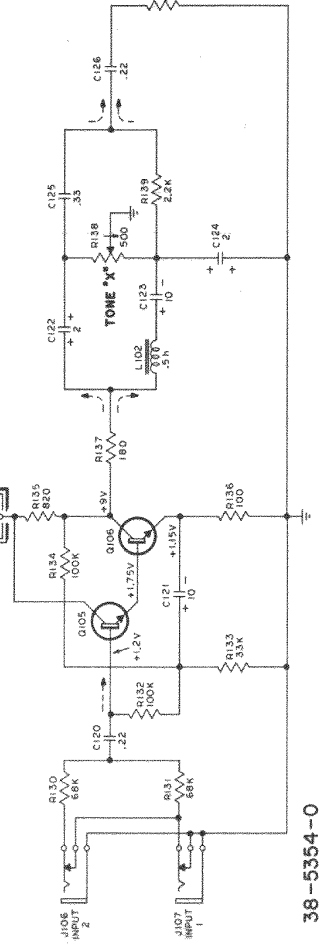 C126
.22
C125
.33
R139
2.2K
R138
500
TONE "X"
C124
2
C122
2
C123
10
L102
.5h
R137
180
R135
820
+9V
R134
100K
Q106
+1.15V
R136
100
+1.75V
Q105
C121
10
+1.2V
R133
33K
R132
100K
C120
.22
R130
68K
R131
68K
J106
INPUT
2
J107
INPUT
1
38-5354-0